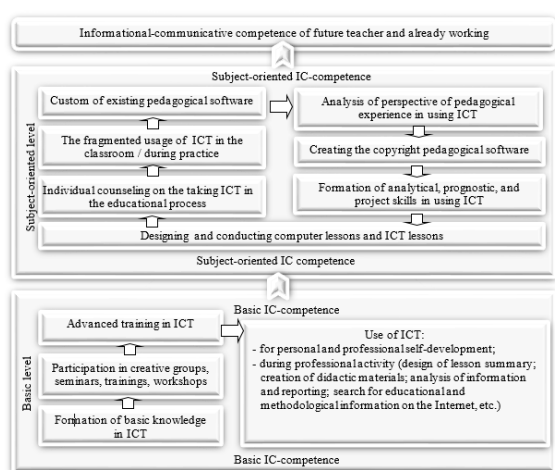 Informational-communicative competence of future teacher and already working
Subject-oriented IC-competence
Subject-oriented level
Custom of existing pedagogical software
The fragmented usage of ICT in the
classroom / during practice
Individual counseling on the taking ICT in
the educational process
Analysis of perspective of pedagogical
experience in using ICT
Creating the copyright pedagogical software
Formation of analytical, prognostic, and
project skills in using ICT
Designing and conducting computer lessons and ICT lessons
Subject-oriented IC competence
Basic IC-competence
Basic level
Advanced training in ICT
Participation in creative groups,
seminars, trainings, workshops
Formation of basic knowledge
in ICT
Use of ICT:
- for personal and professional self-development;
- during professional activity (design of lesson summary;
creation of didactic materials; analysis of information
and reporting; search for educational and
methodological information on the Internet, etc.)
Basic IC-competence